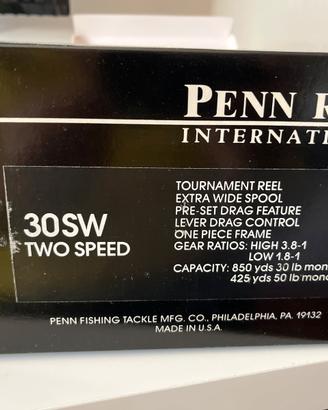 PENN
INTERNATI
30SW
TWO SPEED
TOURNAMENT REEL
EXTRA WIDE SPOOL
PRE-SET DRAG FEATURE
LEVER DRAG CONTROL
ONE PIECE FRAME
GEAR RATIOS: HIGH 3.8-1
LOW 1.8-1
CAPACITY: 850 yds 30 lb mon
425 yds 50 lb mono
PENN FISHING TACKLE MFG. CO., PHILADELPHIA, PA. 19132
MADE IN U.S.A.